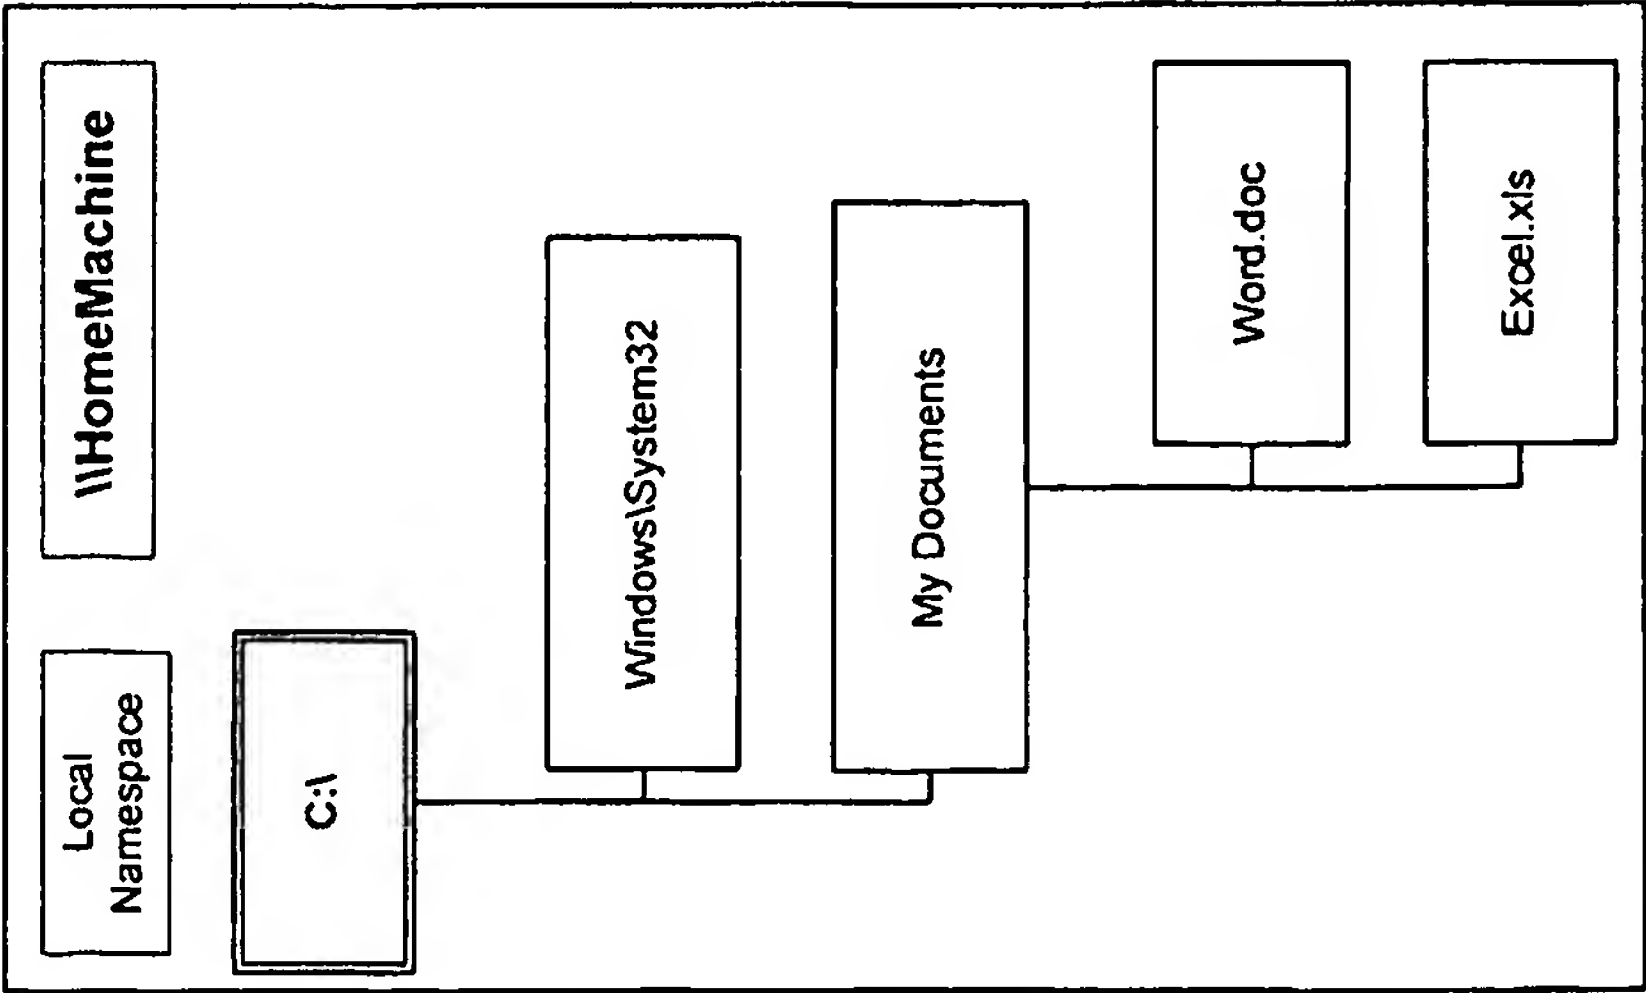 Local
Namespace
\\HomeMachine
C:\
Windows\System32
My Documents
Word.doc
Excel.xls